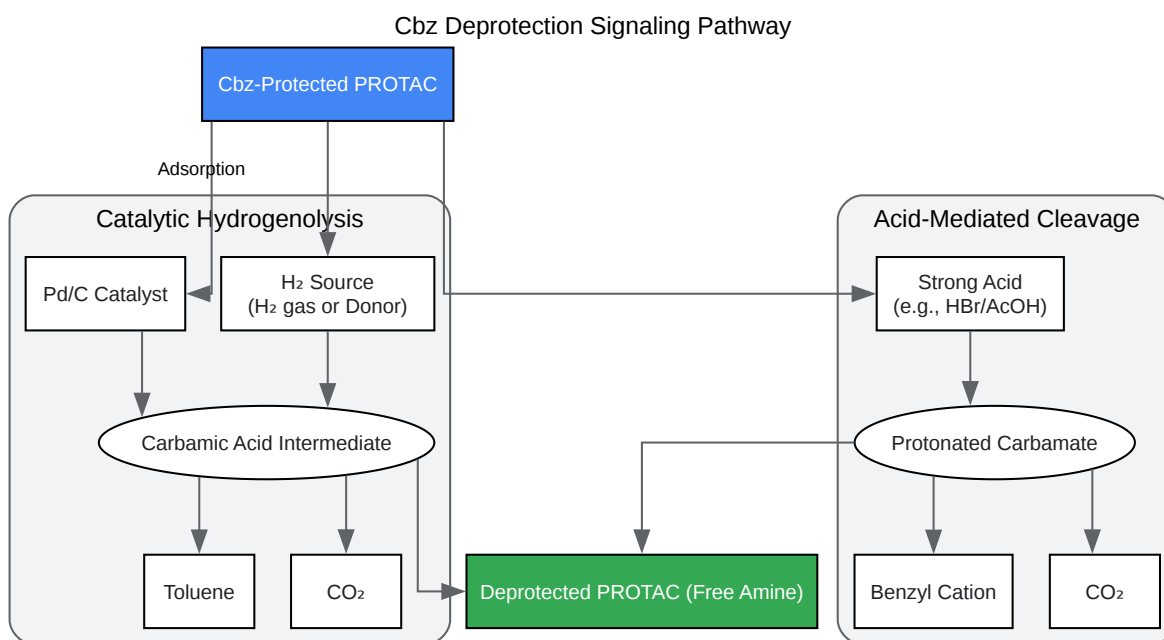 Cbz Deprotection Signaling Pathway
Cbz-Protected PROTAC
Adsorption
Catalytic Hydrogenolysis
Acid-Mediated Cleavage
Pd/C Catalyst
H₂ Source
(H₂ gas or Donor)
Strong Acid
(e.g., HBr/AcOH)
Carbamic Acid Intermediate
Protonated Carbamate
Toluene
CO₂
Deprotected PROTAC (Free Amine)
Benzyl Cation
CO₂